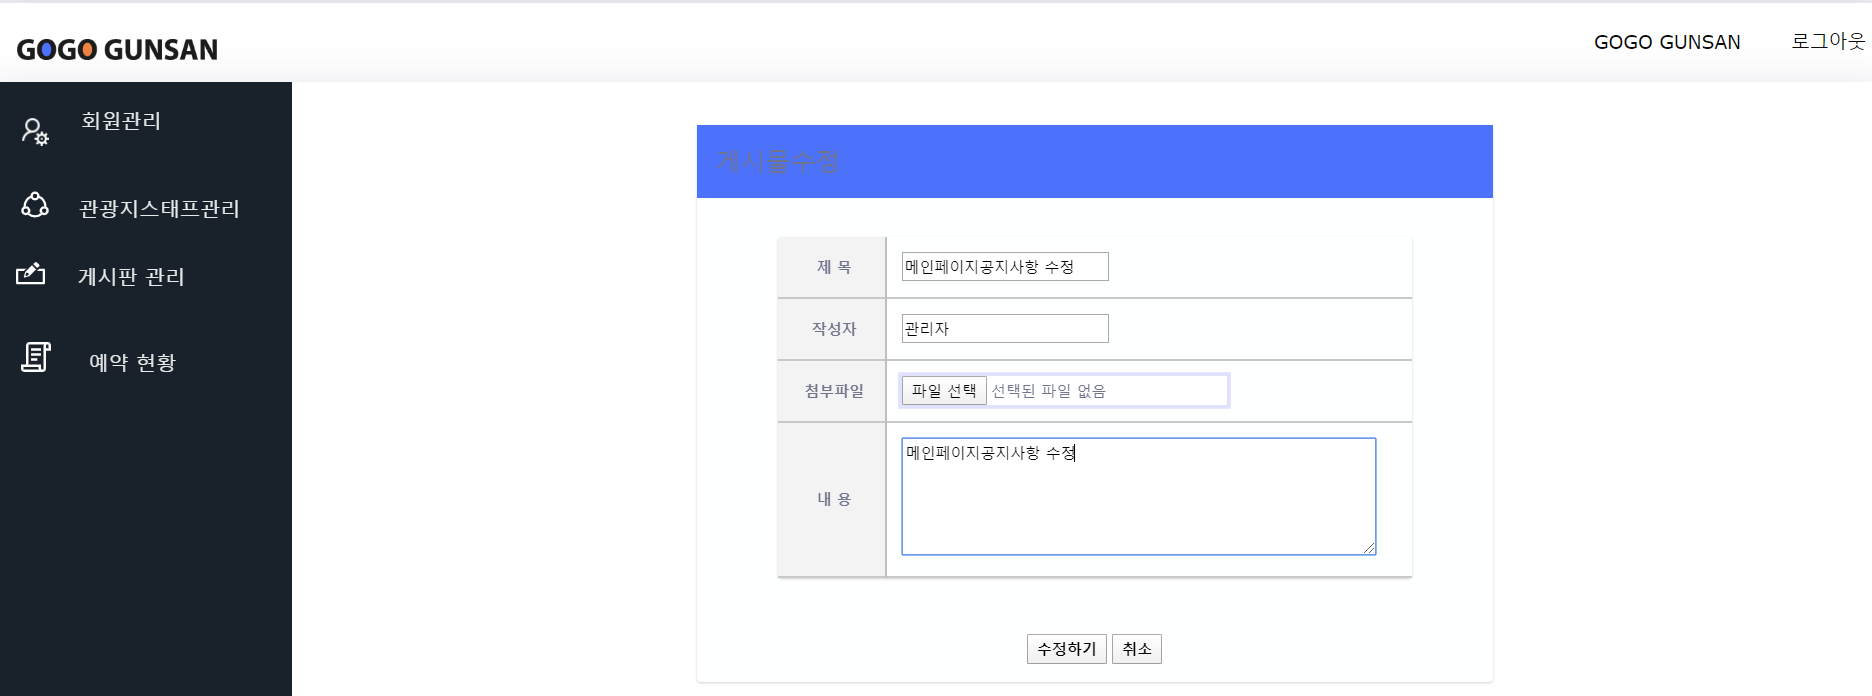 GOGO GUNSAN
GOGO GUNSAN 로그아웃
회원관리
관광지스태프관리
게시판 관리
예약 현황
게시물수정
제 목 메인페이지공지사항 수정
작성자 관리자
첨부파일 파일 선택 선택된 파일 없음
내 용 메인페이지공지사항 수정
수정하기 취소